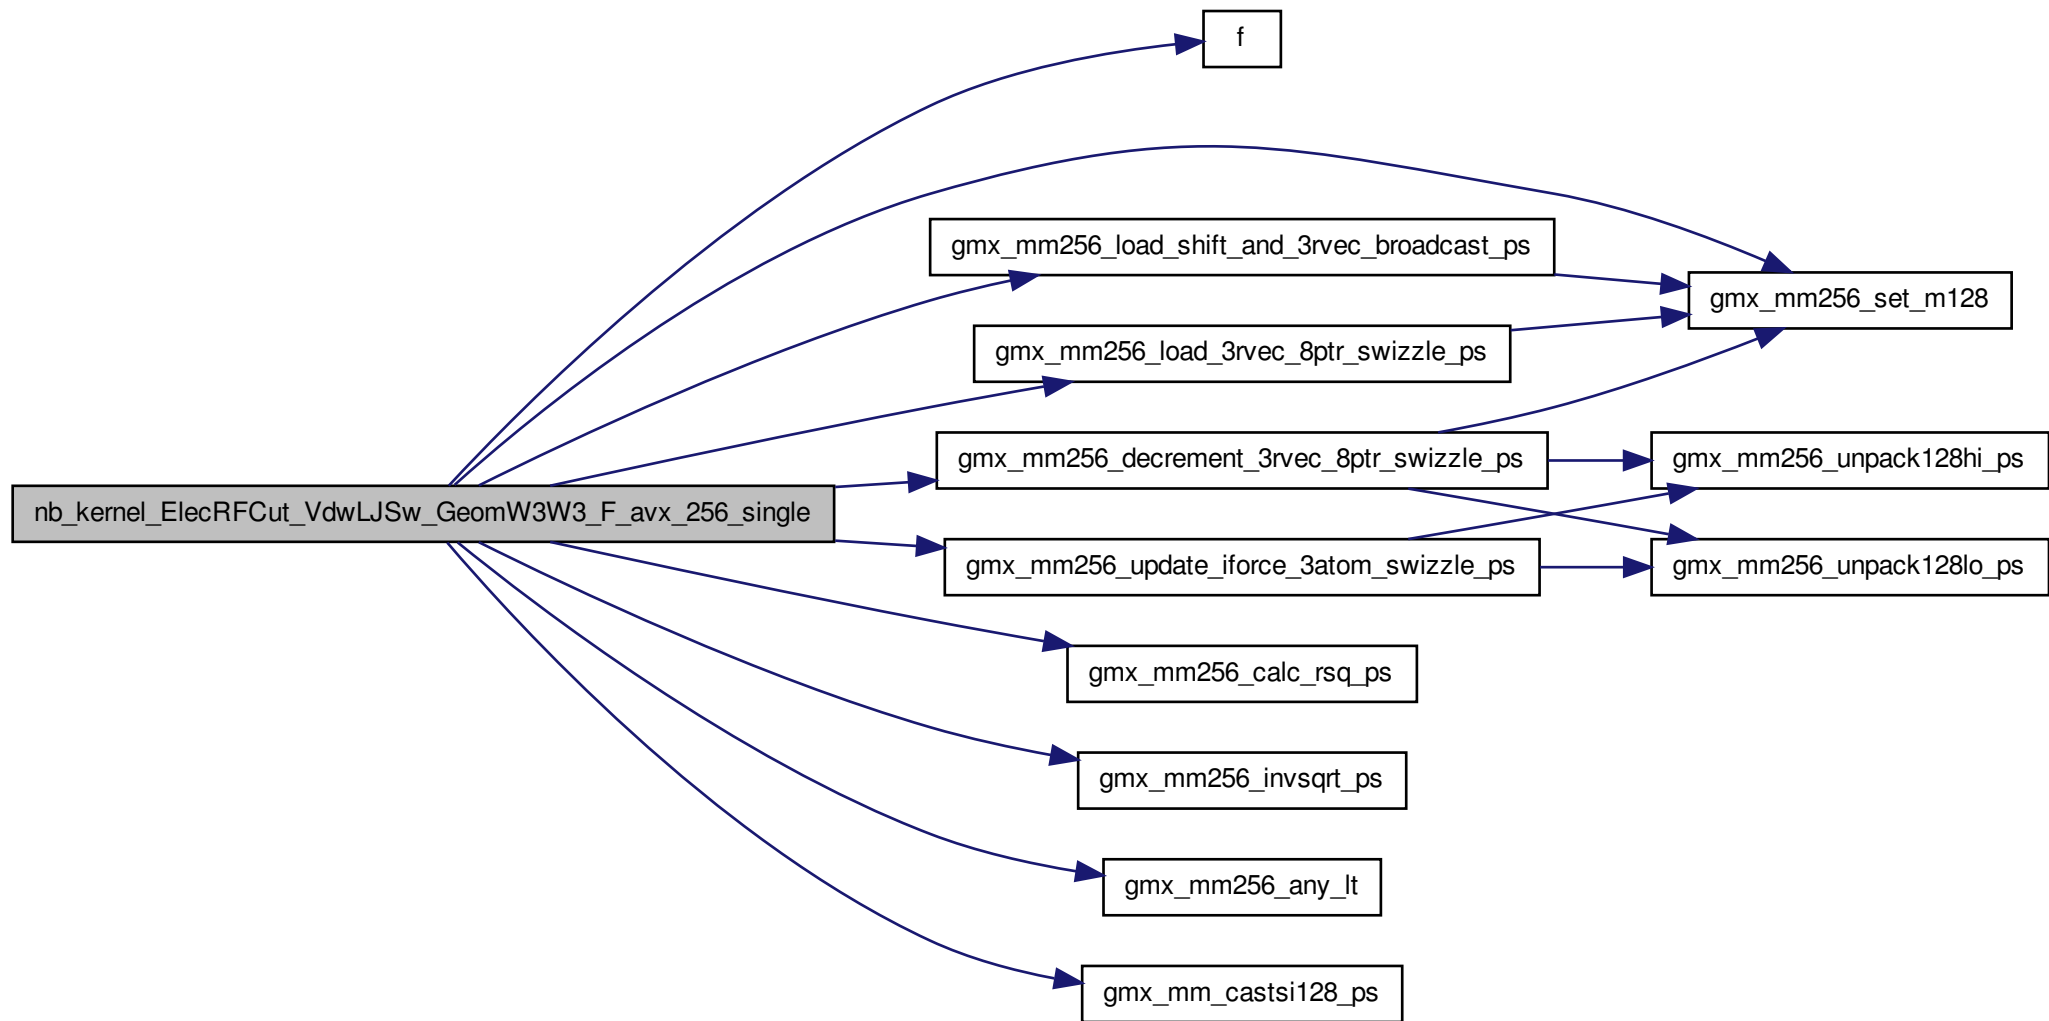 f
gmx_mm256_load_shift_and_3rvec_broadcast_ps
gmx_mm256_set_m128
gmx_mm256_load_3rvec_8ptr_swizzle_ps
gmx_mm256_decrement_3rvec_8ptr_swizzle_ps
gmx_mm256_unpack128hi_ps
nb_kernel_ElecRFCut_VdwLJSw_GeomW3W3_F_avx_256_single
gmx_mm256_update_iforce_3atom_swizzle_ps
gmx_mm256_unpack128lo_ps
gmx_mm256_calc_rsq_ps
gmx_mm256_invsqrt_ps
gmx_mm256_any_lt
gmx_mm_castsi128_ps